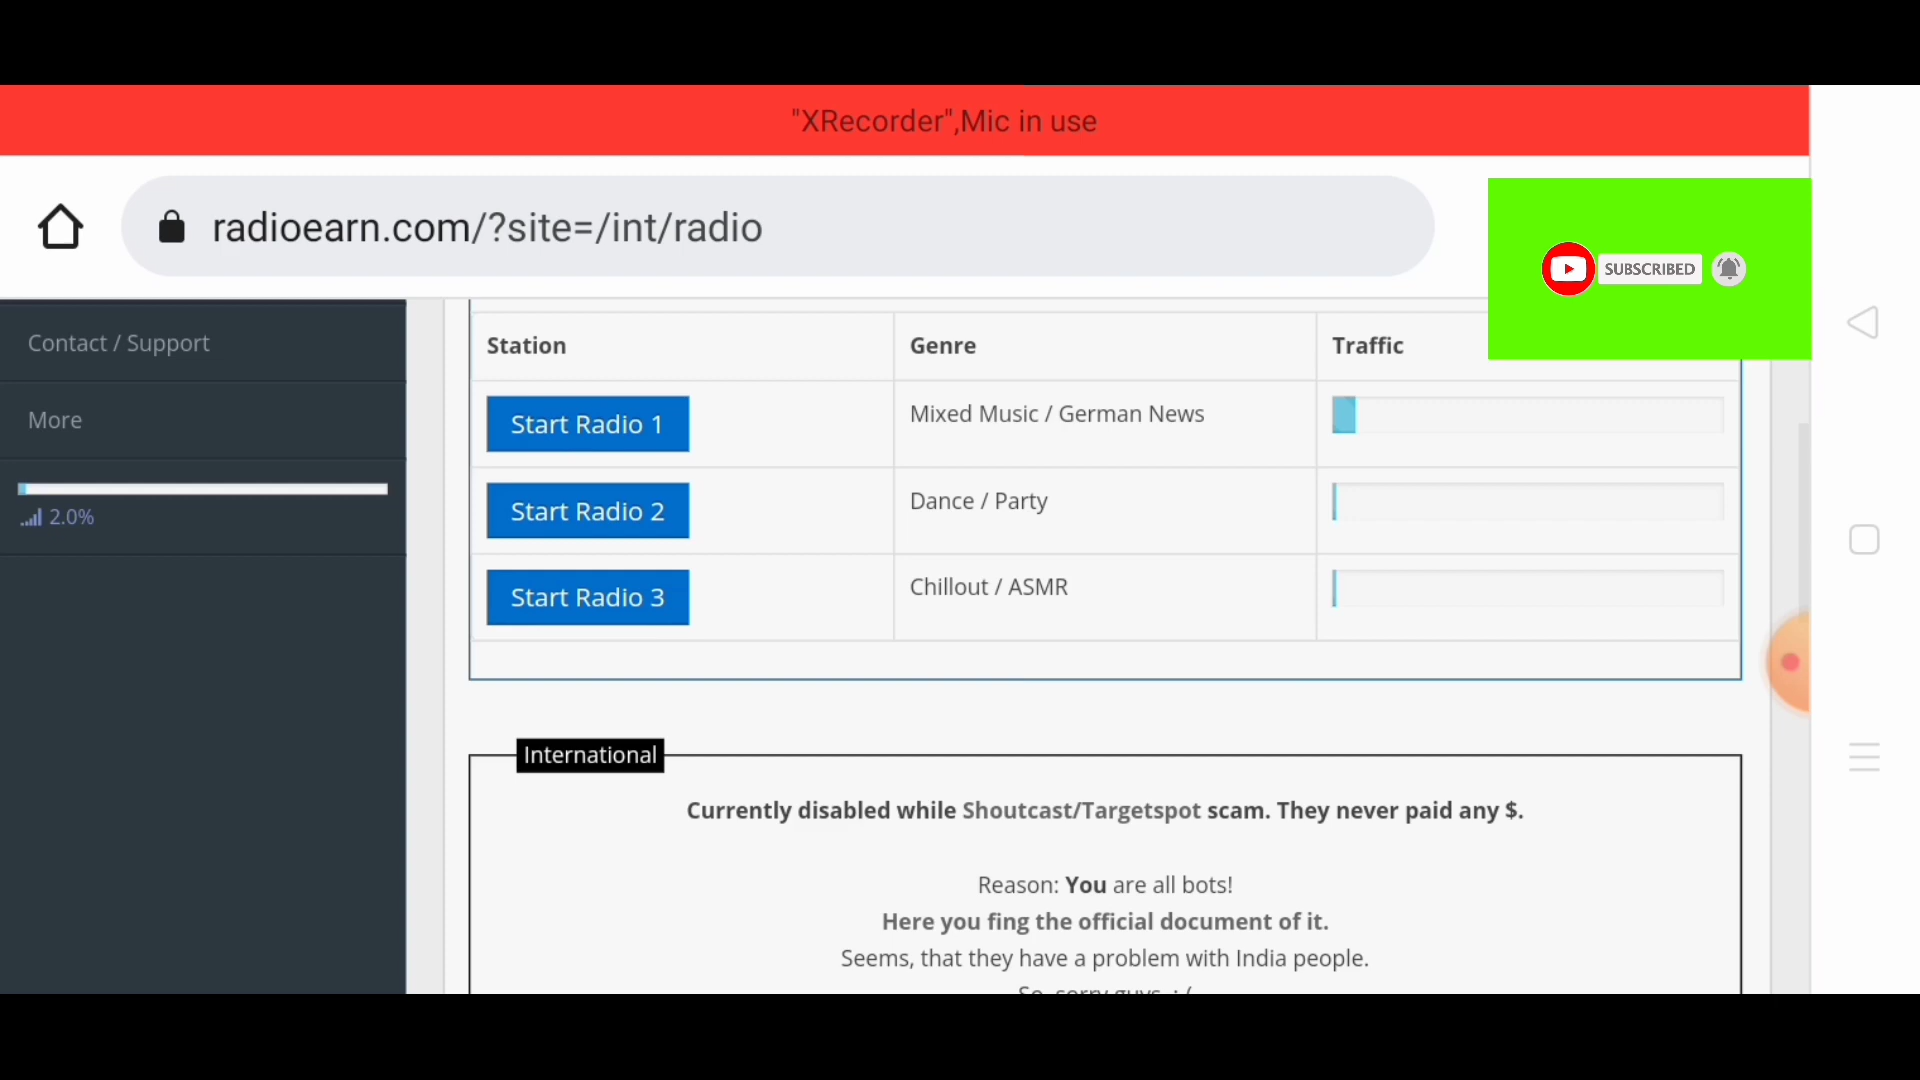 "XRecorder",Mic in use
radioearn.com/?site=/int/radio
SUBSCRIBED
Contact / Support
More
2.0%
Station Genre Traffic
Start Radio 1 Mixed Music / German News
Start Radio 2 Dance / Party
Start Radio 3 Chillout / ASMR
International
Currently disabled while Shoutcast/Targetspot scam. They never paid any $.
Reason: You are all bots!
Here you fing the official document of it.
Seems, that they have a problem with India people.
So, sorry guys. :(